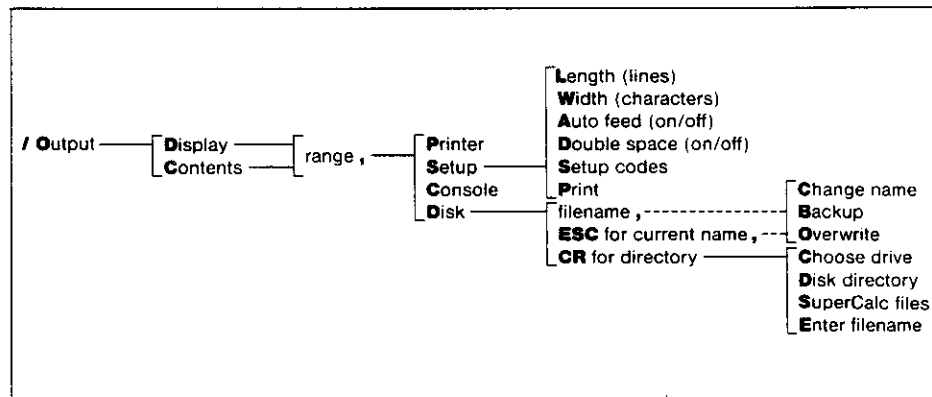 Length (lines)
Width (characters)
Auto feed (on/off)
/ Output Display Printer Double space (on/off)
Contents range , Setup Setup codes
Console Print Change name
Disk filename , Backup
ESC for current name , Overwrite
CR for directory Choose drive
Disk directory
SuperCalc files
Enter filename